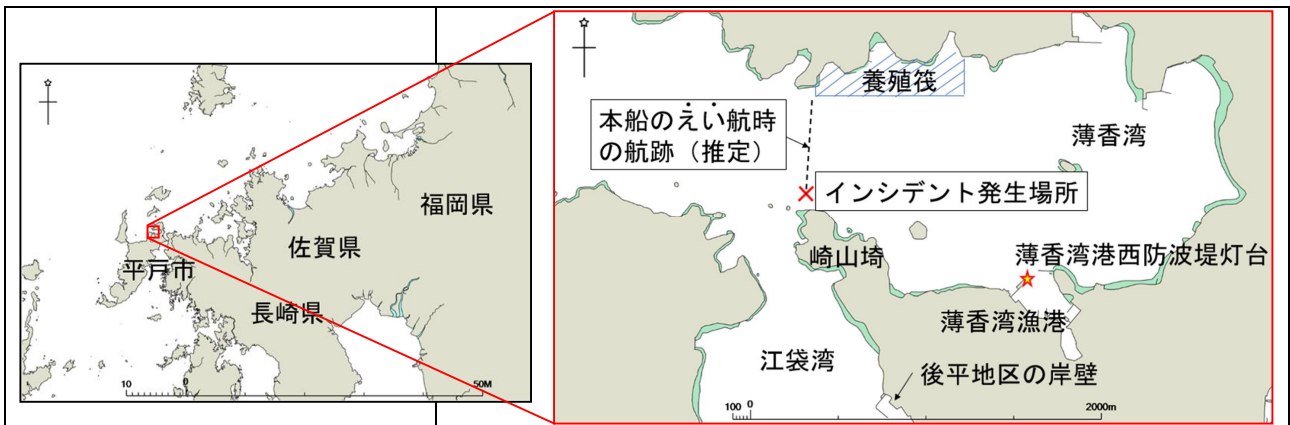 福岡県
佐賀県
平戸市
長崎県
10
0
50M
養殖筏
本船のえい航時
の航跡（推定）
薄香湾
インシデント発生場所
崎山埼
薄香湾港西防波堤灯台
薄香湾漁港
江袋湾
後平地区の岸壁
100
0
2000m